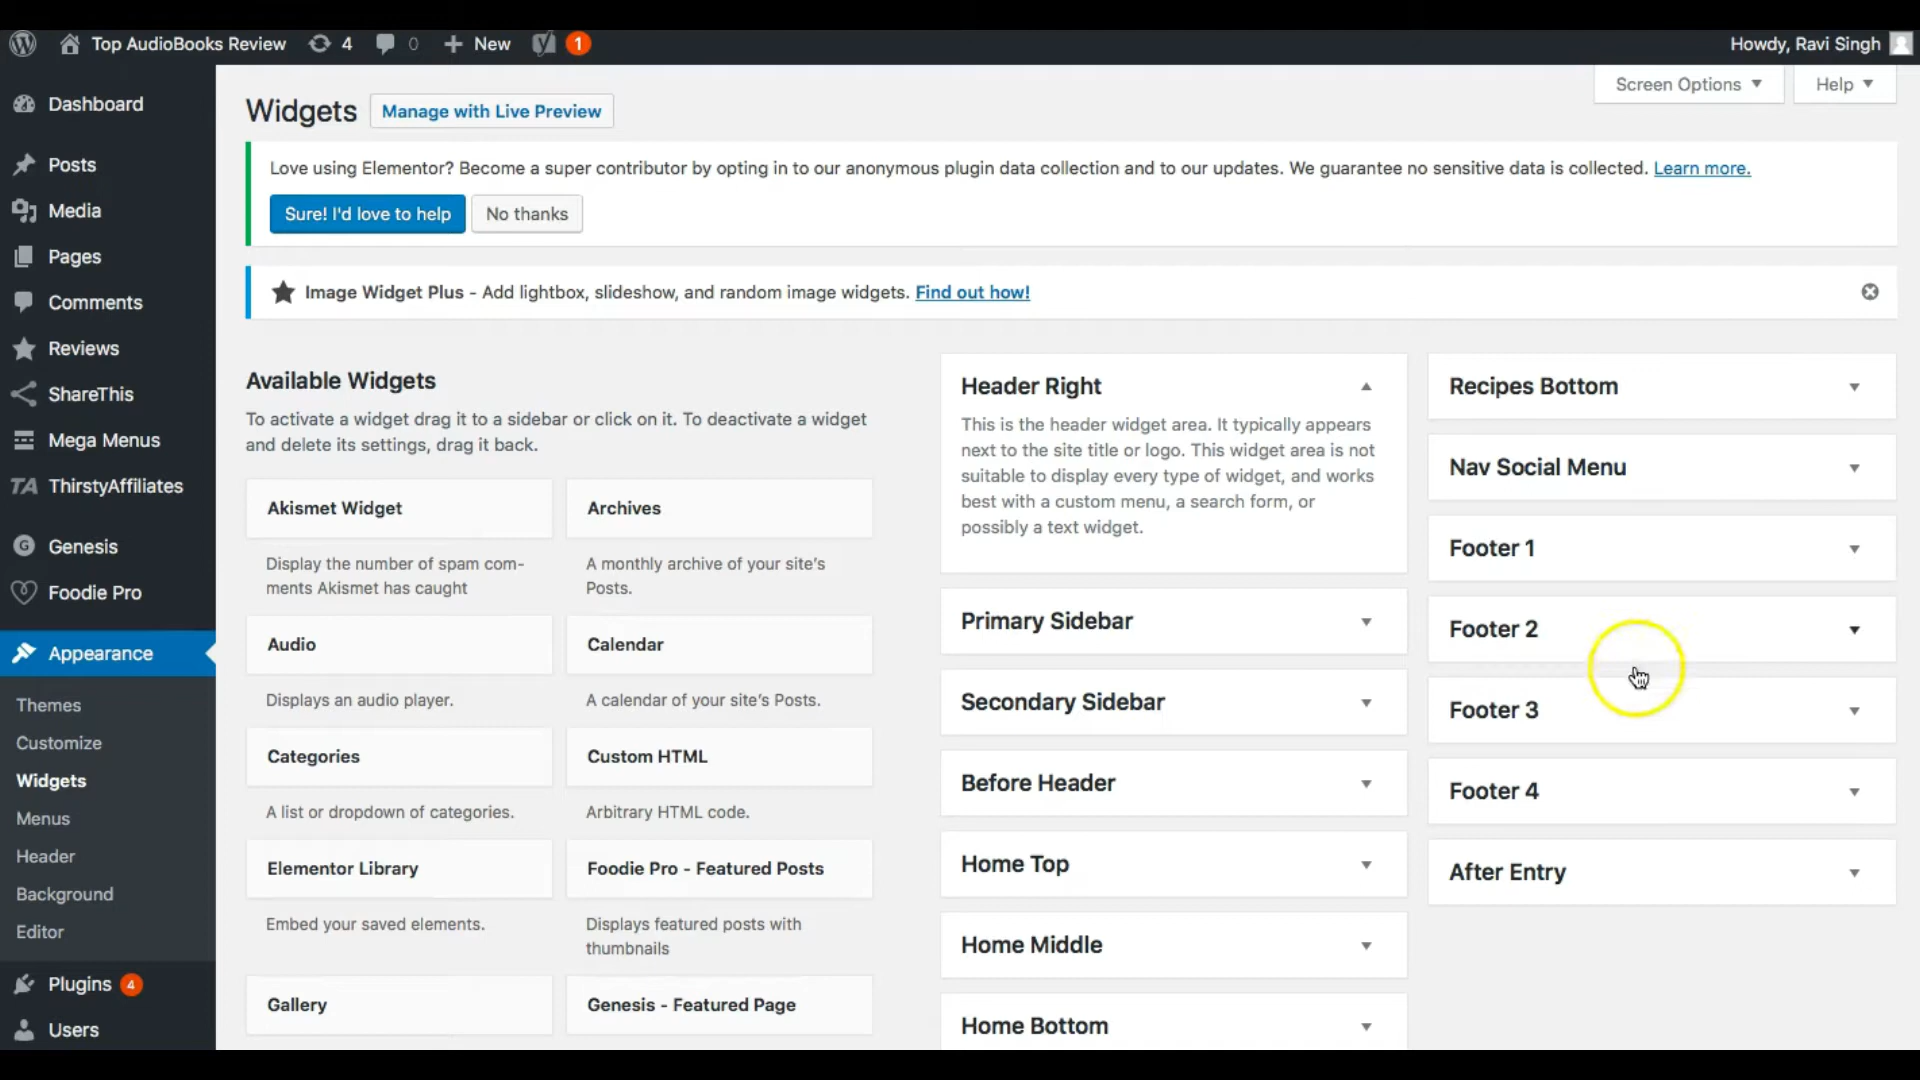 Top AudioBooks Review 4 0 New 1 Howdy, Ravi Singh
Dashboard
Posts
Media
Pages
Comments
Reviews
ShareThis
Mega Menus
TA ThirstyAffiliates
Genesis
Foodie Pro
Appearance
Themes
Customize
Widgets
Menus
Header
Background
Editor
Plugins 4
Users
Screen Options Help
Widgets Manage with Live Preview
Love using Elementor? Become a super contributor by opting in to our anonymous plugin data collection and to our updates. We guarantee no sensitive data is collected. Learn more.
Sure! I'd love to help No thanks
Image Widget Plus - Add lightbox, slideshow, and random image widgets. Find out how!
Available Widgets
To activate a widget drag it to a sidebar or click on it. To deactivate a widget
and delete its settings, drag it back.
Akismet Widget
Display the number of spam com-
ments Akismet has caught
Archives
A monthly archive of your site's
Posts.
Audio
Displays an audio player.
Calendar
A calendar of your site's Posts.
Categories
A list or dropdown of categories.
Custom HTML
Arbitrary HTML code.
Elementor Library
Embed your saved elements.
Foodie Pro - Featured Posts
Displays featured posts with
thumbnails
Gallery
Genesis - Featured Page
Header Right
This is the header widget area. It typically appears
next to the site title or logo. This widget area is not
suitable to display every type of widget, and works
best with a custom menu, a search form, or
possibly a text widget.
Primary Sidebar
Secondary Sidebar
Before Header
Home Top
Home Middle
Home Bottom
Recipes Bottom
Nav Social Menu
Footer 1
Footer 2
Footer 3
Footer 4
After Entry